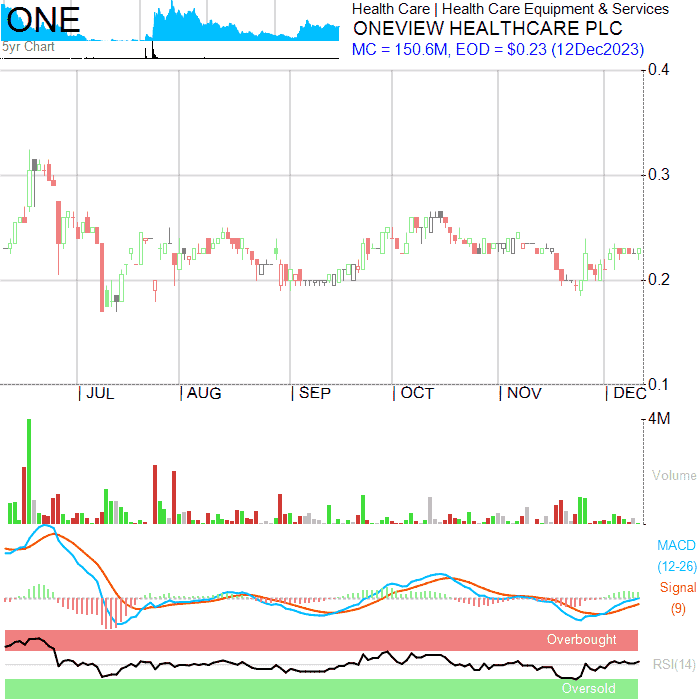 ONE
5yr Chart
Health Care | Health Care Equipment & Services
ONEVIEW HEALTHCARE PLC
MC = 150.6M, EOD = $0.23 (12Dec2023)
0.4
0.3
0.2
0.1
| JUL | AUG | SEP | OCT | NOV | DEC
4M
Volume
MACD
(12-26)
Signal
(9)
Overbought
RSI(14)
Oversold